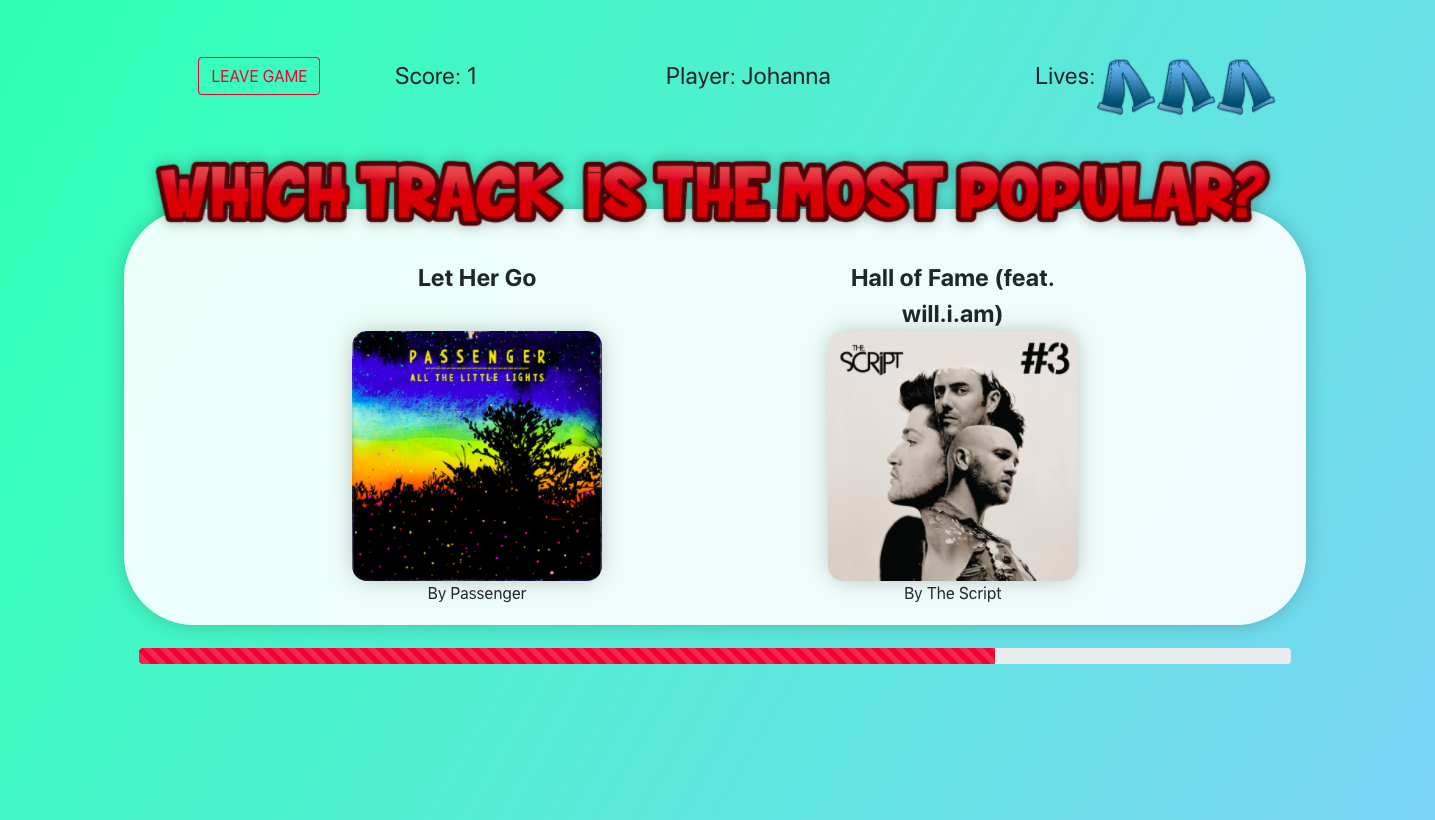 LEAVE GAME
Score: 1
Player: Johanna
Lives:
WHICH TRACK IS THE MOST POPULAR?
Let Her Go
PASSENGER
ALL THE LITTLE LIGHTS
By Passenger
Hall of Fame (feat.
will.i.am)
THE
SCRIPT
#3
By The Script